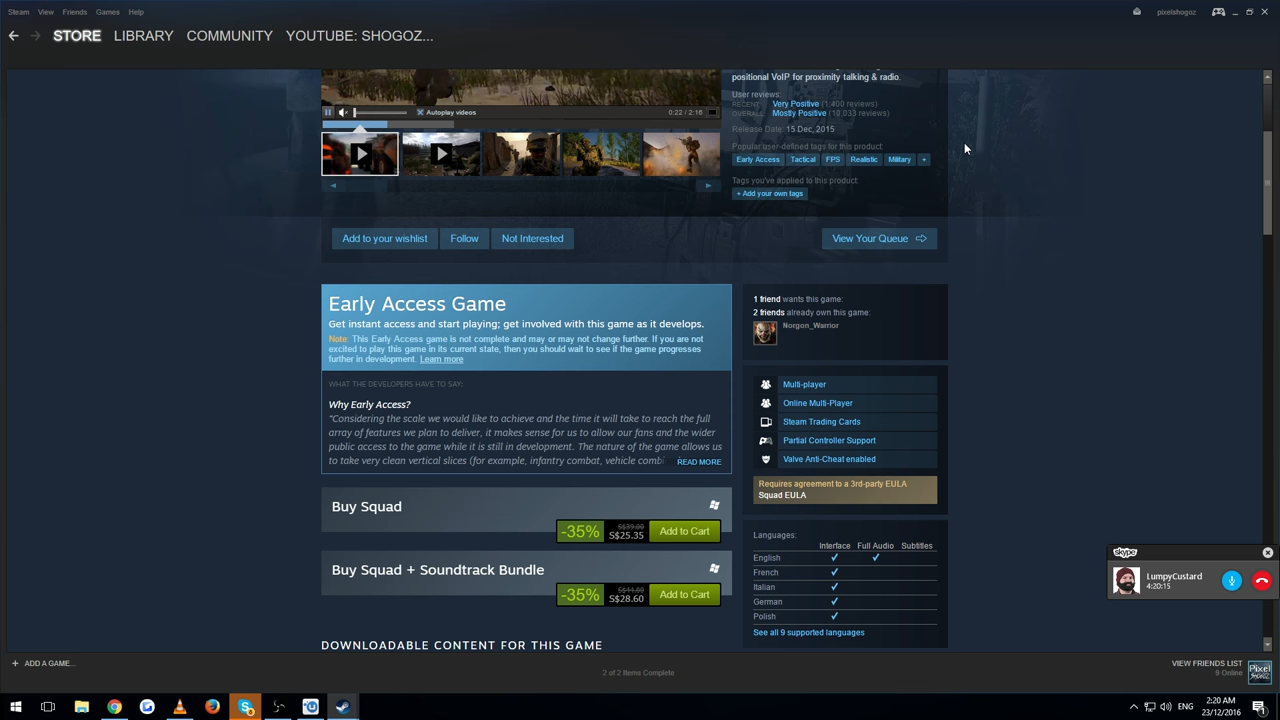 Steam View Friends Games Help
pixelshogoz
STORE LIBRARY COMMUNITY YOUTUBE: SHOGOZ...
positional VoIP for proximity talking & radio.
User reviews:
RECENT: Very Positive (1,400 reviews)
OVERALL: Mostly Positive (10,033 reviews)
Release Date: 15 Dec, 2015
Autoplay videos
0:22 / 2:16
Popular user-defined tags for this product:
Early Access Tactical FPS Realistic Military +
Tags you've applied to this product:
+ Add your own tags
Add to your wishlist Follow Not Interested
View Your Queue
Early Access Game
Get instant access and start playing; get involved with this game as it develops.
Note: This Early Access game is not complete and may or may not change further. If you are
not excited to play this game in its current state, then you should wait to see if the game progresses
further in development. Learn more
WHAT THE DEVELOPERS HAVE TO SAY:
Why Early Access?
“Considering the scale we would like to achieve and the time it will take to reach the full
array of features we plan to deliver, it makes sense for us to allow our fans and the wider
public access to the game while it is still in development. The nature of the game allows us
to take very clean vertical slices (for example, infantry combat, vehicle comb
READ MORE
1 friend wants this game:
2 friends already own this game:
Norgon_Warrior
Multi-player
Online Multi-Player
Steam Trading Cards
Partial Controller Support
Valve Anti-Cheat enabled
Requires agreement to a 3rd-party EULA
Squad EULA
Buy Squad
-35% S$39.00 S$25.35 Add to Cart
Buy Squad + Soundtrack Bundle
-35% S$44.00 S$28.60 Add to Cart
DOWNLOADABLE CONTENT FOR THIS GAME
Languages:
Interface Full Audio Subtitles
English
French
Italian
German
Polish
See all 9 supported languages
skype
LumpyCustard
4:20:15
+ ADD A GAME...
2 of 2 Items Complete
VIEW FRIENDS LIST
9 Online
Pixel
SHOGOZ
ENG
2:20 AM
23/12/2016
1